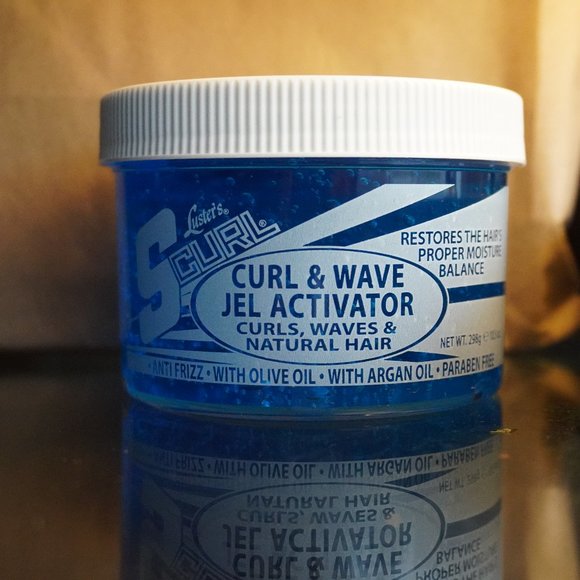 Luster's®
SCURL®
RESTORES THE HAIR'S
PROPER MOISTURE
BALANCE
CURL & WAVE
JEL ACTIVATOR
CURLS, WAVES &
NATURAL HAIR
NET WT. 298g e
• ANTI FRIZZ • WITH OLIVE OIL • WITH ARGAN OIL • PARABEN FREE